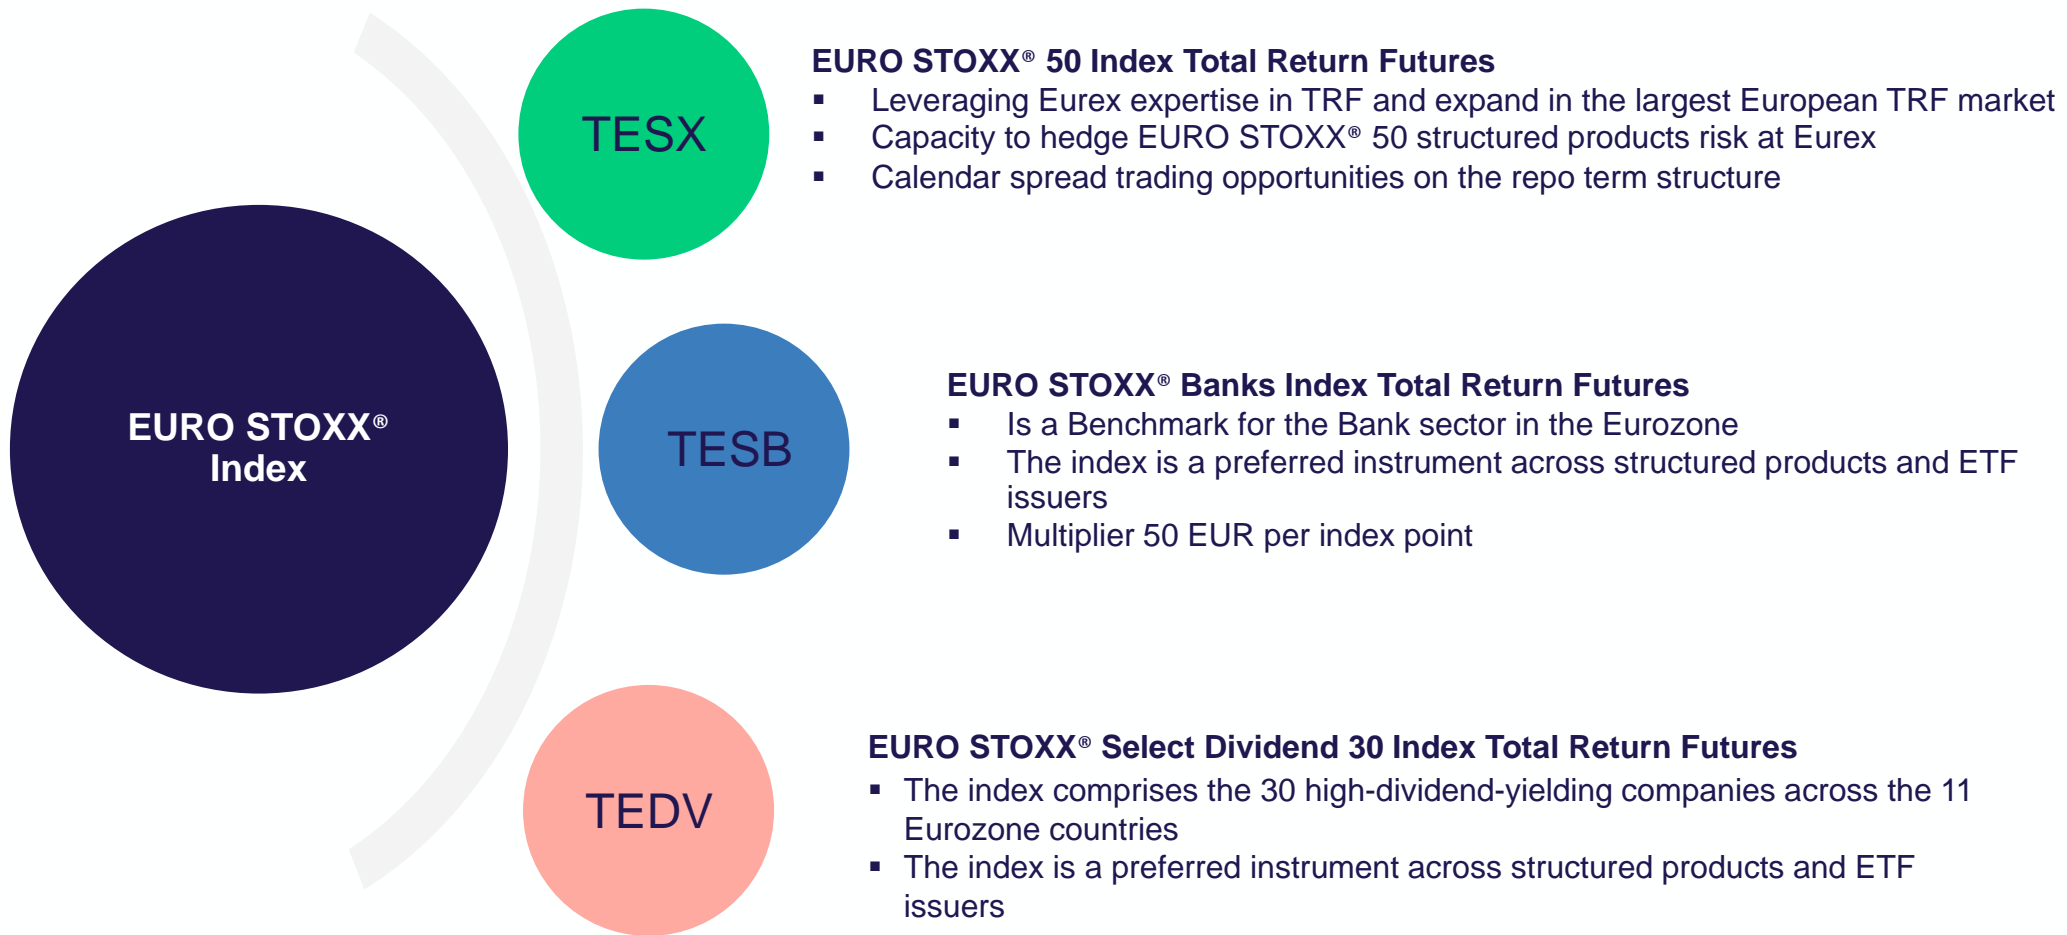 EURO STOXX®
Index
TESX
EURO STOXX® 50 Index Total Return Futures
▪ Leveraging Eurex expertise in TRF and expand in the largest European TRF market
▪ Capacity to hedge EURO STOXX® 50 structured products risk at Eurex
▪ Calendar spread trading opportunities on the repo term structure
TESB
EURO STOXX® Banks Index Total Return Futures
▪ Is a Benchmark for the Bank sector in the Eurozone
▪ The index is a preferred instrument across structured products and ETF
issuers
▪ Multiplier 50 EUR per index point
TEDV
EURO STOXX® Select Dividend 30 Index Total Return Futures
▪ The index comprises the 30 high-dividend-yielding companies across the 11
Eurozone countries
▪ The index is a preferred instrument across structured products and ETF
issuers